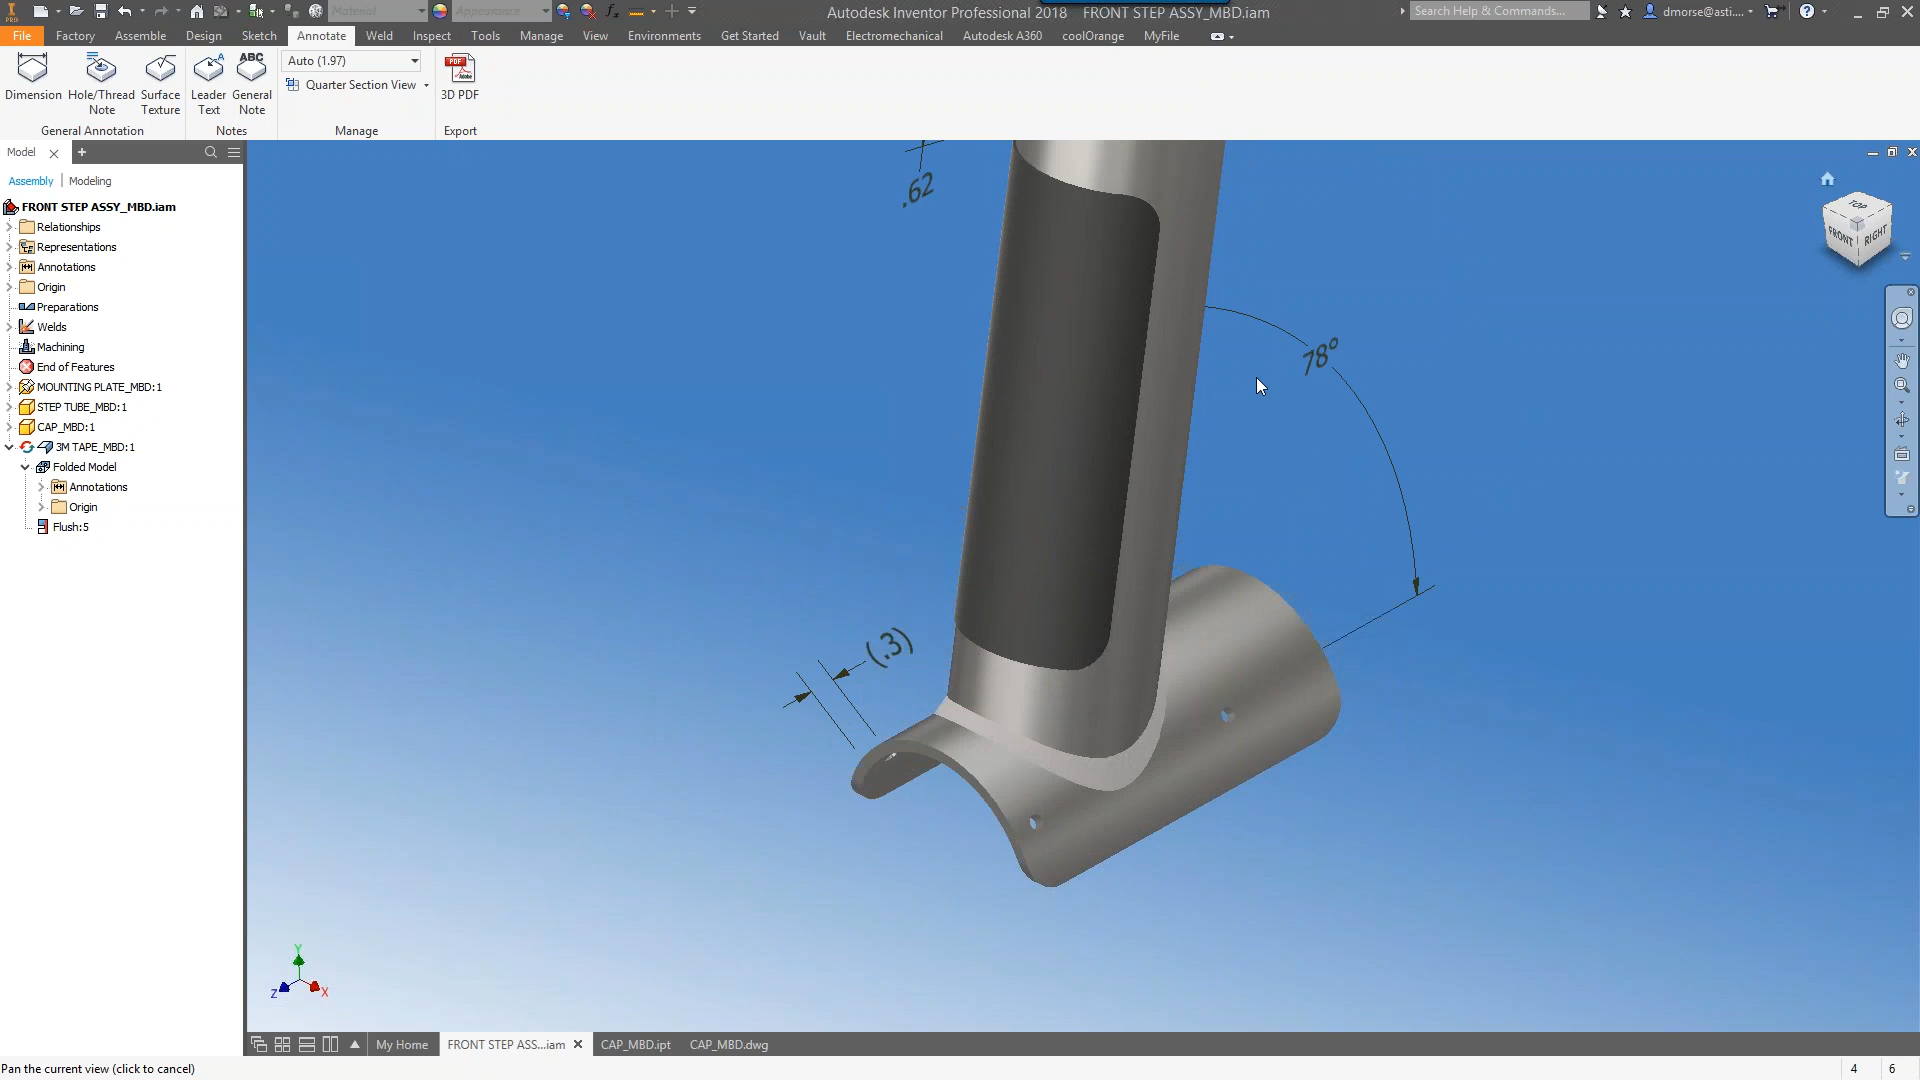 PRO
Material
Appearance
Autodesk Inventor Professional 2018 FRONT STEP ASSY_MBD.iam
Search Help & Commands...
dmorse@asti....
File Factory Assemble Design Sketch Annotate Weld Inspect Tools Manage View Environments Get Started Vault Electromechanical Autodesk A360 coolOrange MyFile
Dimension
Hole/Thread
Note
Surface
Texture
Leader
Text
ABC
General
Note
Auto (1.97)
Quarter Section View
PDF
Adobe
3D PDF
General Annotation
Notes
Manage
Export
Model
Assembly Modeling
FRONT STEP ASSY_MBD.iam
Relationships
Representations
Annotations
Origin
Preparations
Welds
Machining
End of Features
MOUNTING PLATE_MBD:1
STEP TUBE_MBD:1
CAP_MBD:1
3M TAPE_MBD:1
Folded Model
Annotations
Origin
Flush:5
.62
78°
(.3)
TOP
FRONT
RIGHT
Y
Z
X
My Home
FRONT STEP ASS...iam
CAP_MBD.ipt
CAP_MBD.dwg
Pan the current view (click to cancel)
4 6